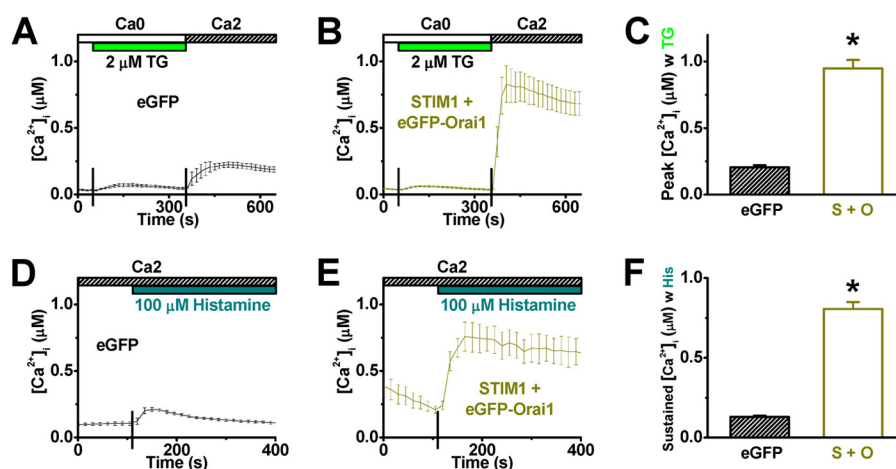 A
Ca0 Ca2
2 μM TG
eGFP
[Ca²⁺]ᵢ (μM)
1.0
0.5
0.0
0 300 600
Time (s)
B
Ca0 Ca2
2 μM TG
STIM1 +
eGFP-Orai1
[Ca²⁺]ᵢ (μM)
1.0
0.5
0.0
0 300 600
Time (s)
C
Peak [Ca²⁺]ᵢ (μM) w TG
1.0
0.5
0.0
*
eGFP S + O
D
Ca2
100 μM Histamine
eGFP
[Ca²⁺]ᵢ (μM)
1.0
0.5
0.0
0 200 400
Time (s)
E
Ca2
100 μM Histamine
STIM1 +
eGFP-Orai1
[Ca²⁺]ᵢ (μM)
1.0
0.5
0.0
0 200 400
Time (s)
F
Sustained [Ca²⁺]ᵢ (μM) w His
1.0
0.5
0.0
*
eGFP S + O